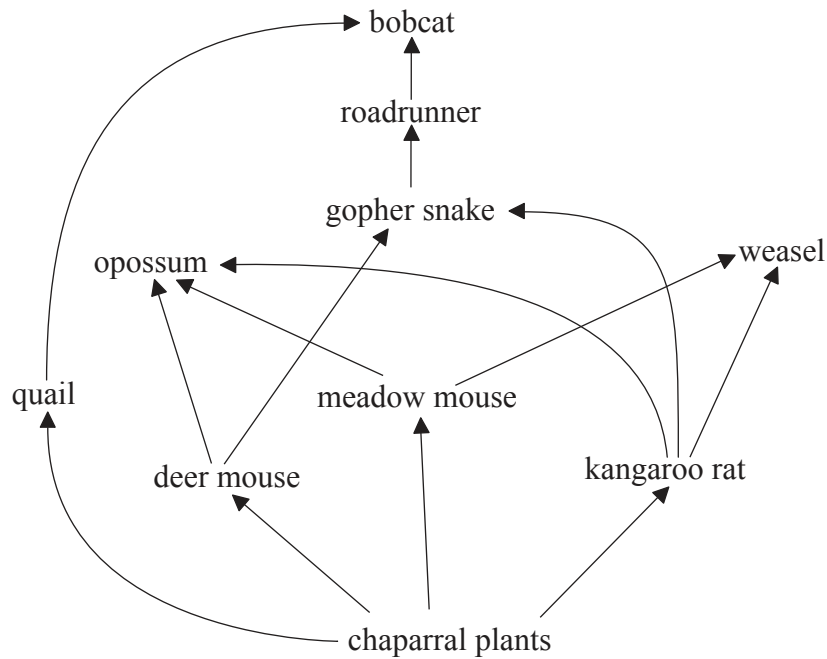 bobcat
roadrunner
gopher snake
opossum
weasel
quail
meadow mouse
deer mouse
kangaroo rat
chaparral plants